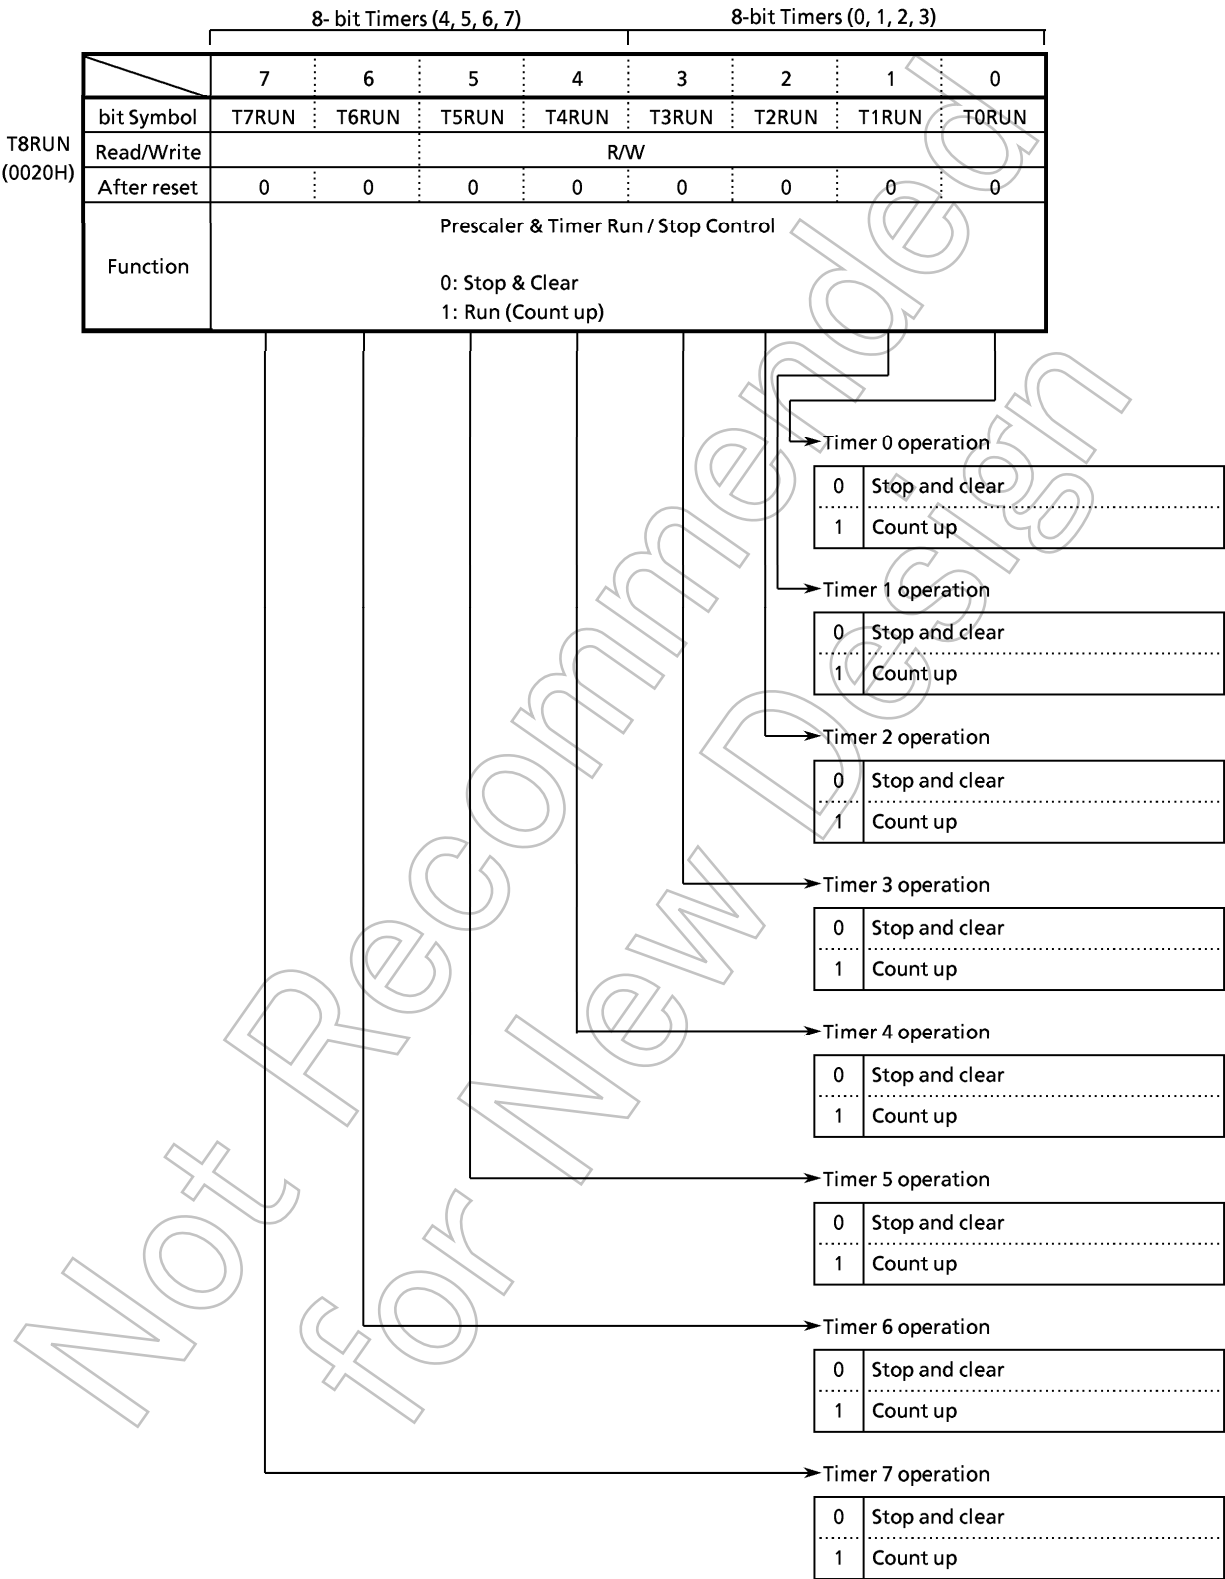 8- bit Timers (4, 5, 6, 7) 8-bit Timers (0, 1, 2, 3)
7 6 5 4 3 2 1 0
bit Symbol T7RUN T6RUN T5RUN T4RUN T3RUN T2RUN T1RUN T0RUN
T8RUN
(0020H)
Read/Write R/W
After reset 0 0 0 0 0 0 0 0
Function
Prescaler & Timer Run / Stop Control
0: Stop & Clear
1: Run (Count up)
Timer 0 operation
0 Stop and clear
1 Count up
Timer 1 operation
0 Stop and clear
1 Count up
Timer 2 operation
0 Stop and clear
1 Count up
Timer 3 operation
0 Stop and clear
1 Count up
Timer 4 operation
0 Stop and clear
1 Count up
Timer 5 operation
0 Stop and clear
1 Count up
Timer 6 operation
0 Stop and clear
1 Count up
Timer 7 operation
0 Stop and clear
1 Count up
Not Recommended
for New Design